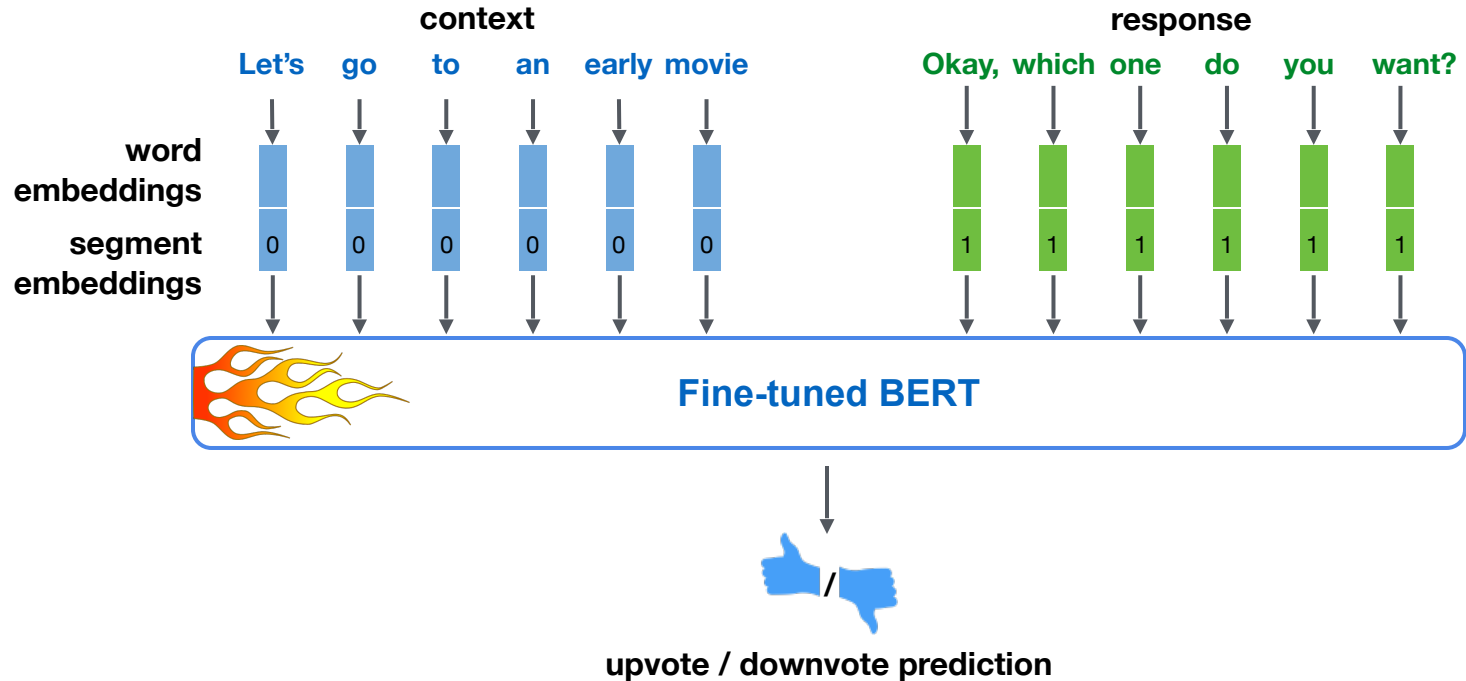 context response
Let's go to an early movie Okay, which one do you want?
word
embeddings
segment 0 0 0 0 0 0 1 1 1 1 1 1
embeddings
Fine-tuned BERT
/
upvote / downvote prediction